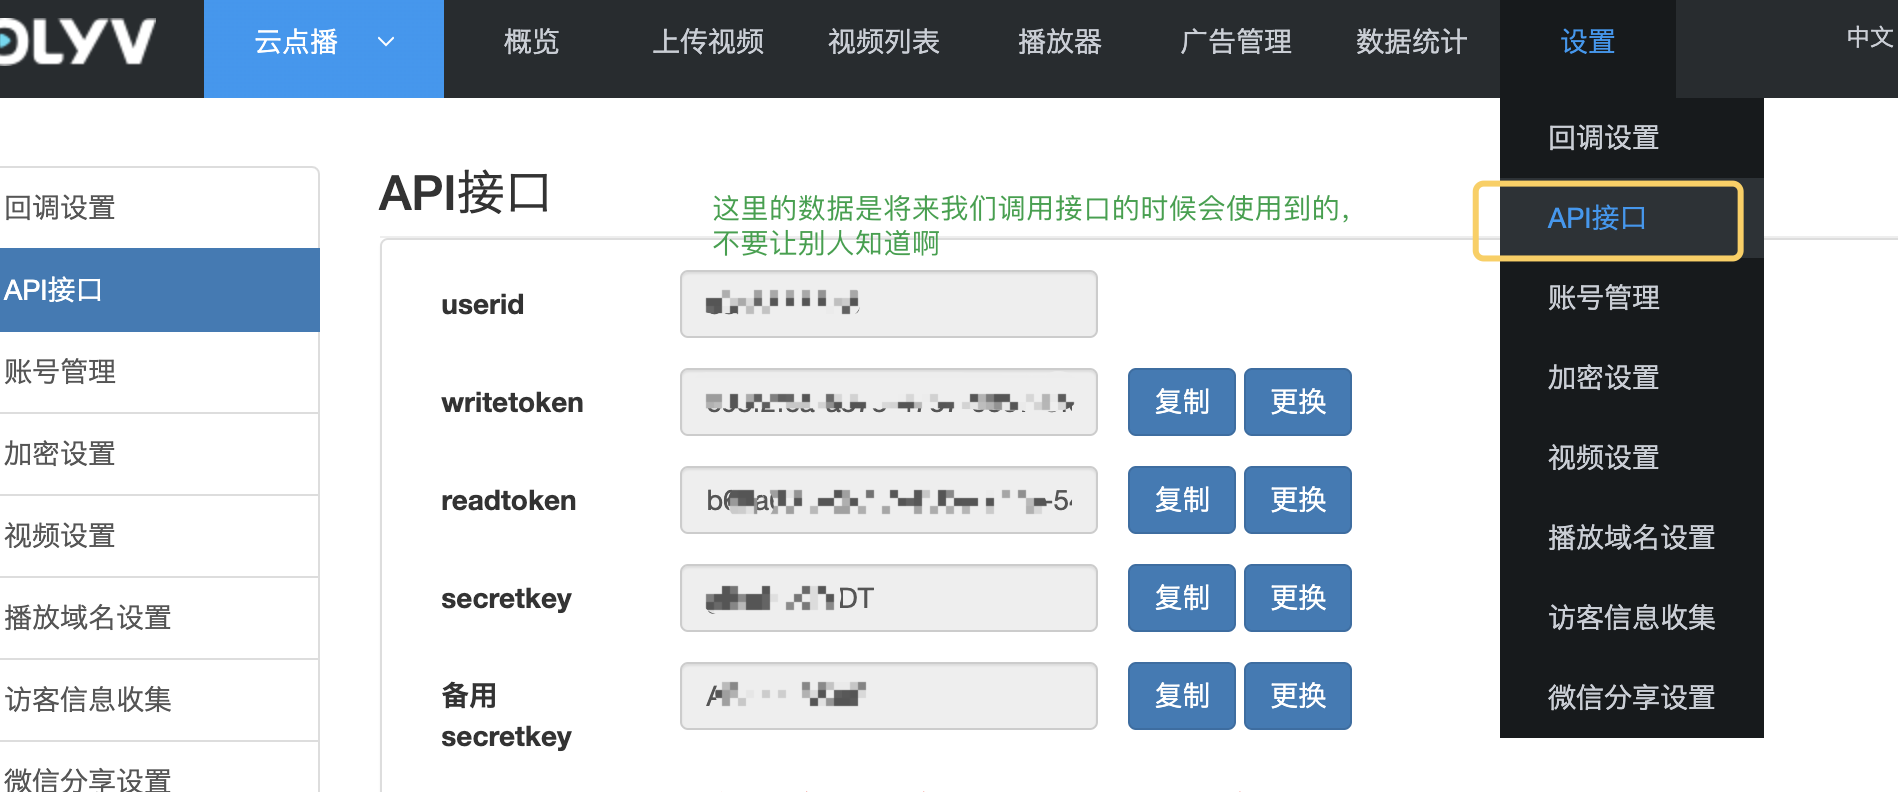 OLYV
云点播 概览 上传视频 视频列表 播放器 广告管理 数据统计 设置 中文
回调设置
API接口
账号管理
加密设置
视频设置
播放域名设置
访客信息收集
微信分享设置
回调设置
API接口
账号管理
加密设置
视频设置
播放域名设置
访客信息收集
微信分享设置
API接口
这里的数据是将来我们调用接口的时候会使用到的，
不要让别人知道啊
userid
writetoken 复制 更换
readtoken 复制 更换
secretkey DT 复制 更换
备用
secretkey 复制 更换